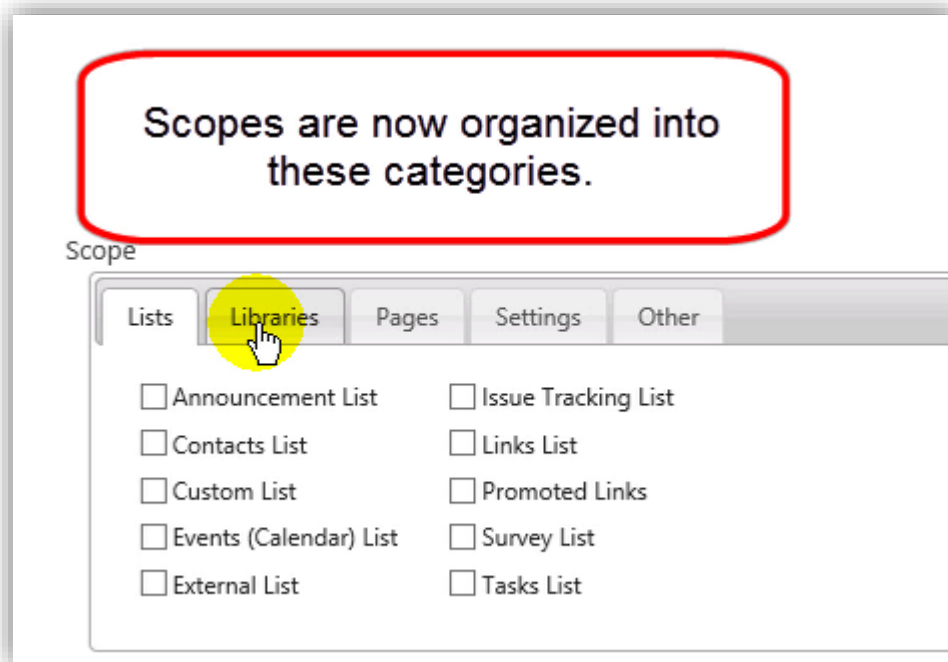 Scopes are now organized into
these categories.
Scope
Lists Libraries Pages Settings Other
Announcement List Issue Tracking List
Contacts List Links List
Custom List Promoted Links
Events (Calendar) List Survey List
External List Tasks List